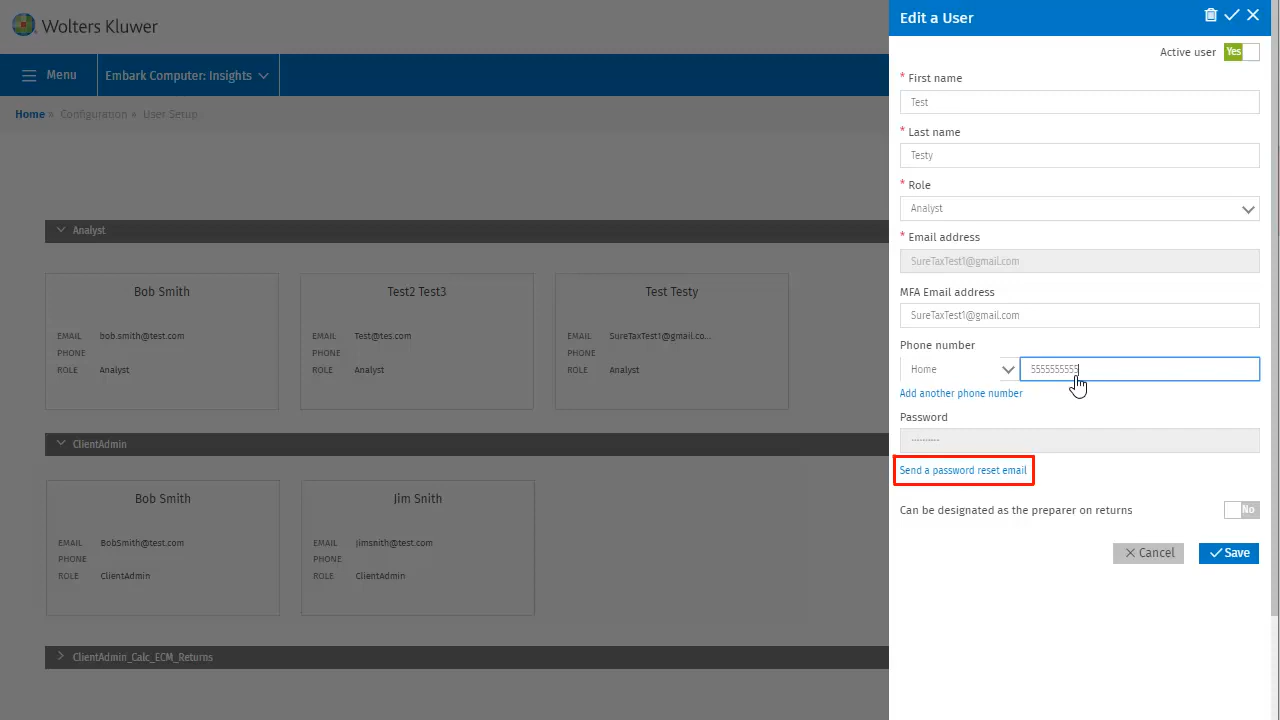 Wolters Kluwer
Menu
Embark Computer: Insights
Home » Configuration » User Setup
Analyst
Bob Smith
EMAIL bob.smith@test.com
PHONE
ROLE Analyst
Test2 Test3
EMAIL Test@tes.com
PHONE
ROLE Analyst
Test Testy
EMAIL SureTaxTest1@gmail.co...
PHONE
ROLE Analyst
ClientAdmin
Bob Smith
EMAIL BobSmith@test.com
PHONE
ROLE ClientAdmin
Jim Snith
EMAIL Jimsnith@test.com
PHONE
ROLE ClientAdmin
ClientAdmin_Calc_ECM_Returns
Edit a User
Active user Yes
* First name
Test
* Last name
Testy
* Role
Analyst
* Email address
SureTaxTest1@gmail.com
MFA Email address
SureTaxTest1@gmail.com
Phone number
Home 5555555555
Add another phone number
Password
··········
Send a password reset email
Can be designated as the preparer on returns No
Cancel Save